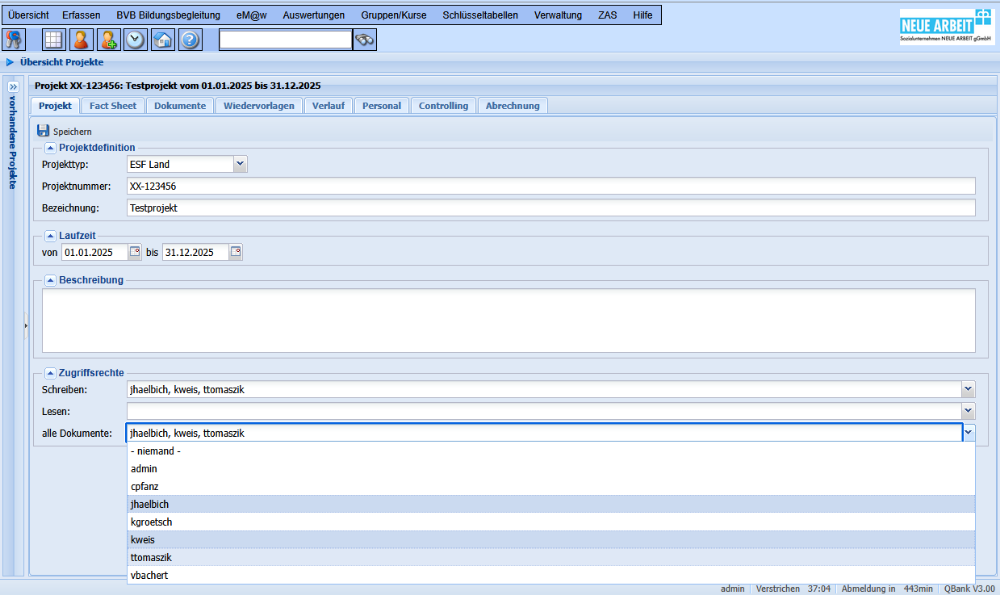 Übersicht Erfassen BVB Bildungsbegleitung eM@w Auswertungen Gruppen/Kurse Schlüsseltabellen Verwaltung ZAS Hilfe
NEUE ARBEIT
Sozialunternehmen NEUE ARBEIT gGmbH
Übersicht Projekte
vorhandene Projekte
Projekt XX-123456: Testprojekt vom 01.01.2025 bis 31.12.2025
Projekt Fact Sheet Dokumente Wiedervorlagen Verlauf Personal Controlling Abrechnung
Speichern
Projektdefinition
Projekttyp: ESF Land
Projektnummer: XX-123456
Bezeichnung: Testprojekt
Laufzeit
von 01.01.2025 bis 31.12.2025
Beschreibung
Zugriffsrechte
Schreiben: jhaelbich, kweis, ttomaszik
Lesen:
alle Dokumente: jhaelbich, kweis, ttomaszik
- niemand -
admin
cpfanz
jhaelbich
kgroetsch
kweis
ttomaszik
vbachert
admin Verstrichen 37:04 Abmeldung in 443min QBank V3.00